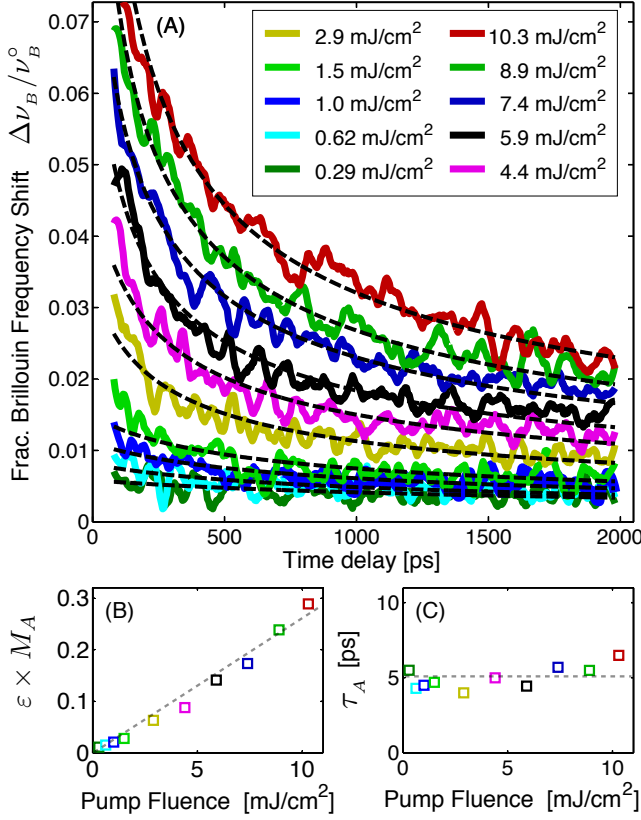 (A)
Frac. Brillouin Frequency Shift Δν_B/ν_B°
0.07
0.06
0.05
0.04
0.03
0.02
0.01
0
2.9 mJ/cm²
1.5 mJ/cm²
1.0 mJ/cm²
0.62 mJ/cm²
0.29 mJ/cm²
10.3 mJ/cm²
8.9 mJ/cm²
7.4 mJ/cm²
5.9 mJ/cm²
4.4 mJ/cm²
0 500 1000 1500 2000
Time delay [ps]
(B)
ε × M_A
0.3
0.2
0.1
0
0 5 10
Pump Fluence [mJ/cm²]
(C)
τ_A [ps]
10
5
0
0 5 10
Pump Fluence [mJ/cm²]